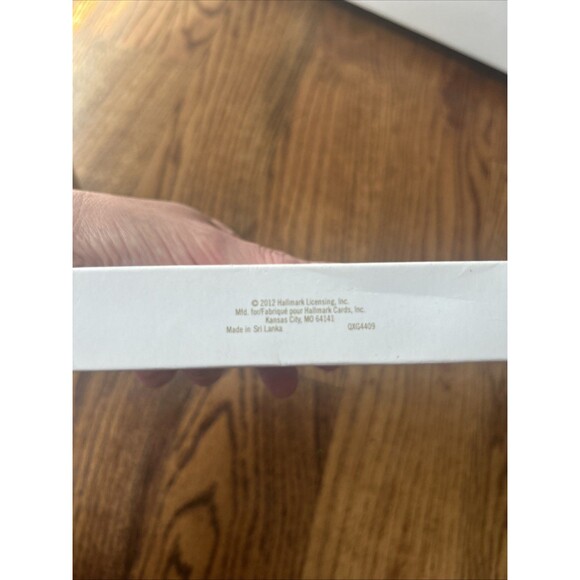 © 2012 Hallmark Licensing, Inc.
Mfd. for/Fabriqué pour Hallmark Cards, Inc.
Kansas City, MO 64141
Made in Sri Lanka QXG4409